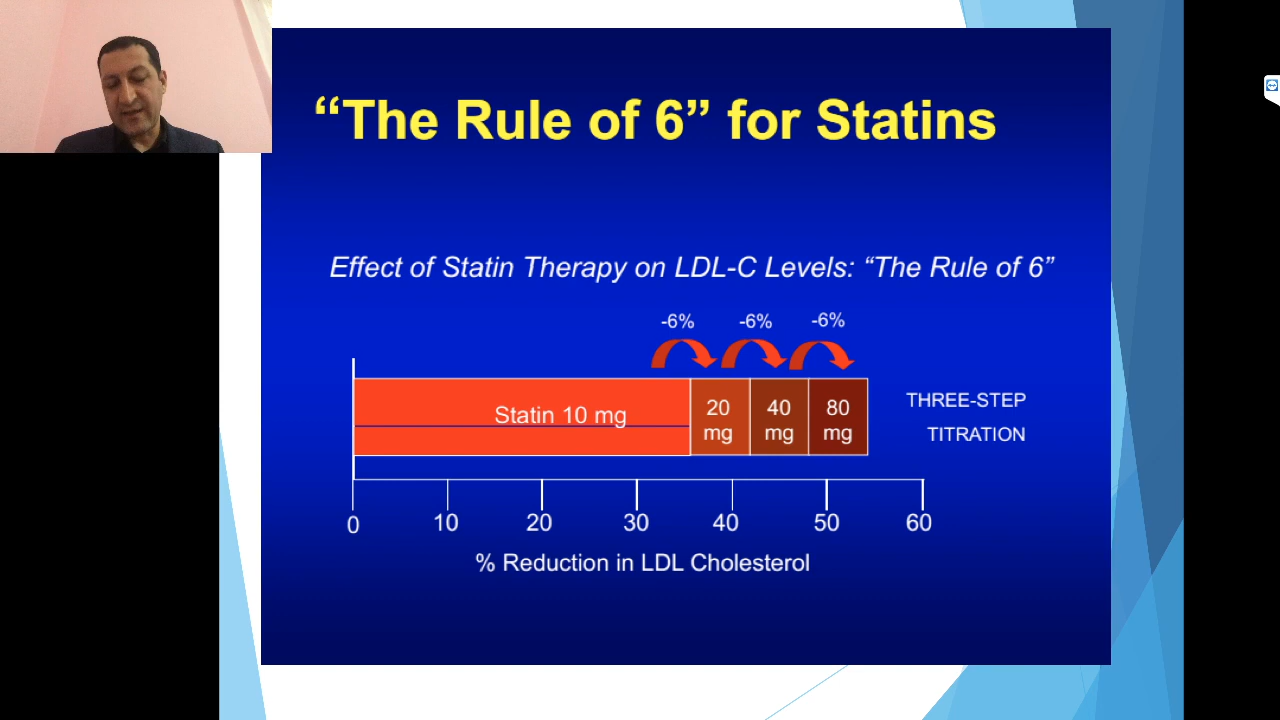 “The Rule of 6” for Statins
Effect of Statin Therapy on LDL-C Levels: “The Rule of 6”
-6% -6% -6%
Statin 10 mg
20
mg
40
mg
80
mg
THREE-STEP
TITRATION
0 10 20 30 40 50 60
% Reduction in LDL Cholesterol